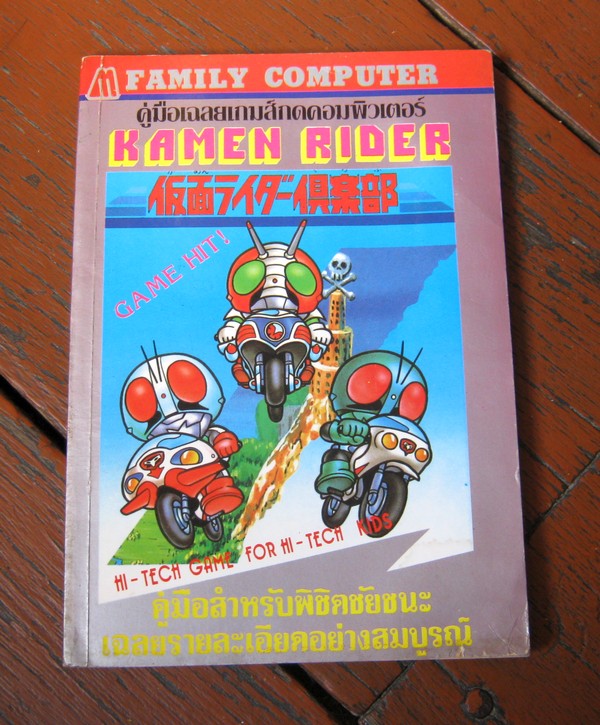 m FAMILY COMPUTER
คู่มือเฉลยเกมส์กดคอมพิวเตอร์
KAMEN RIDER
仮面ライダー倶楽部
GAME HIT!
HI-TECH GAME FOR HI-TECH KIDS
คู่มือสำหรับพิชิตชัยชนะ
เฉลยรายละเอียดอย่างสมบูรณ์